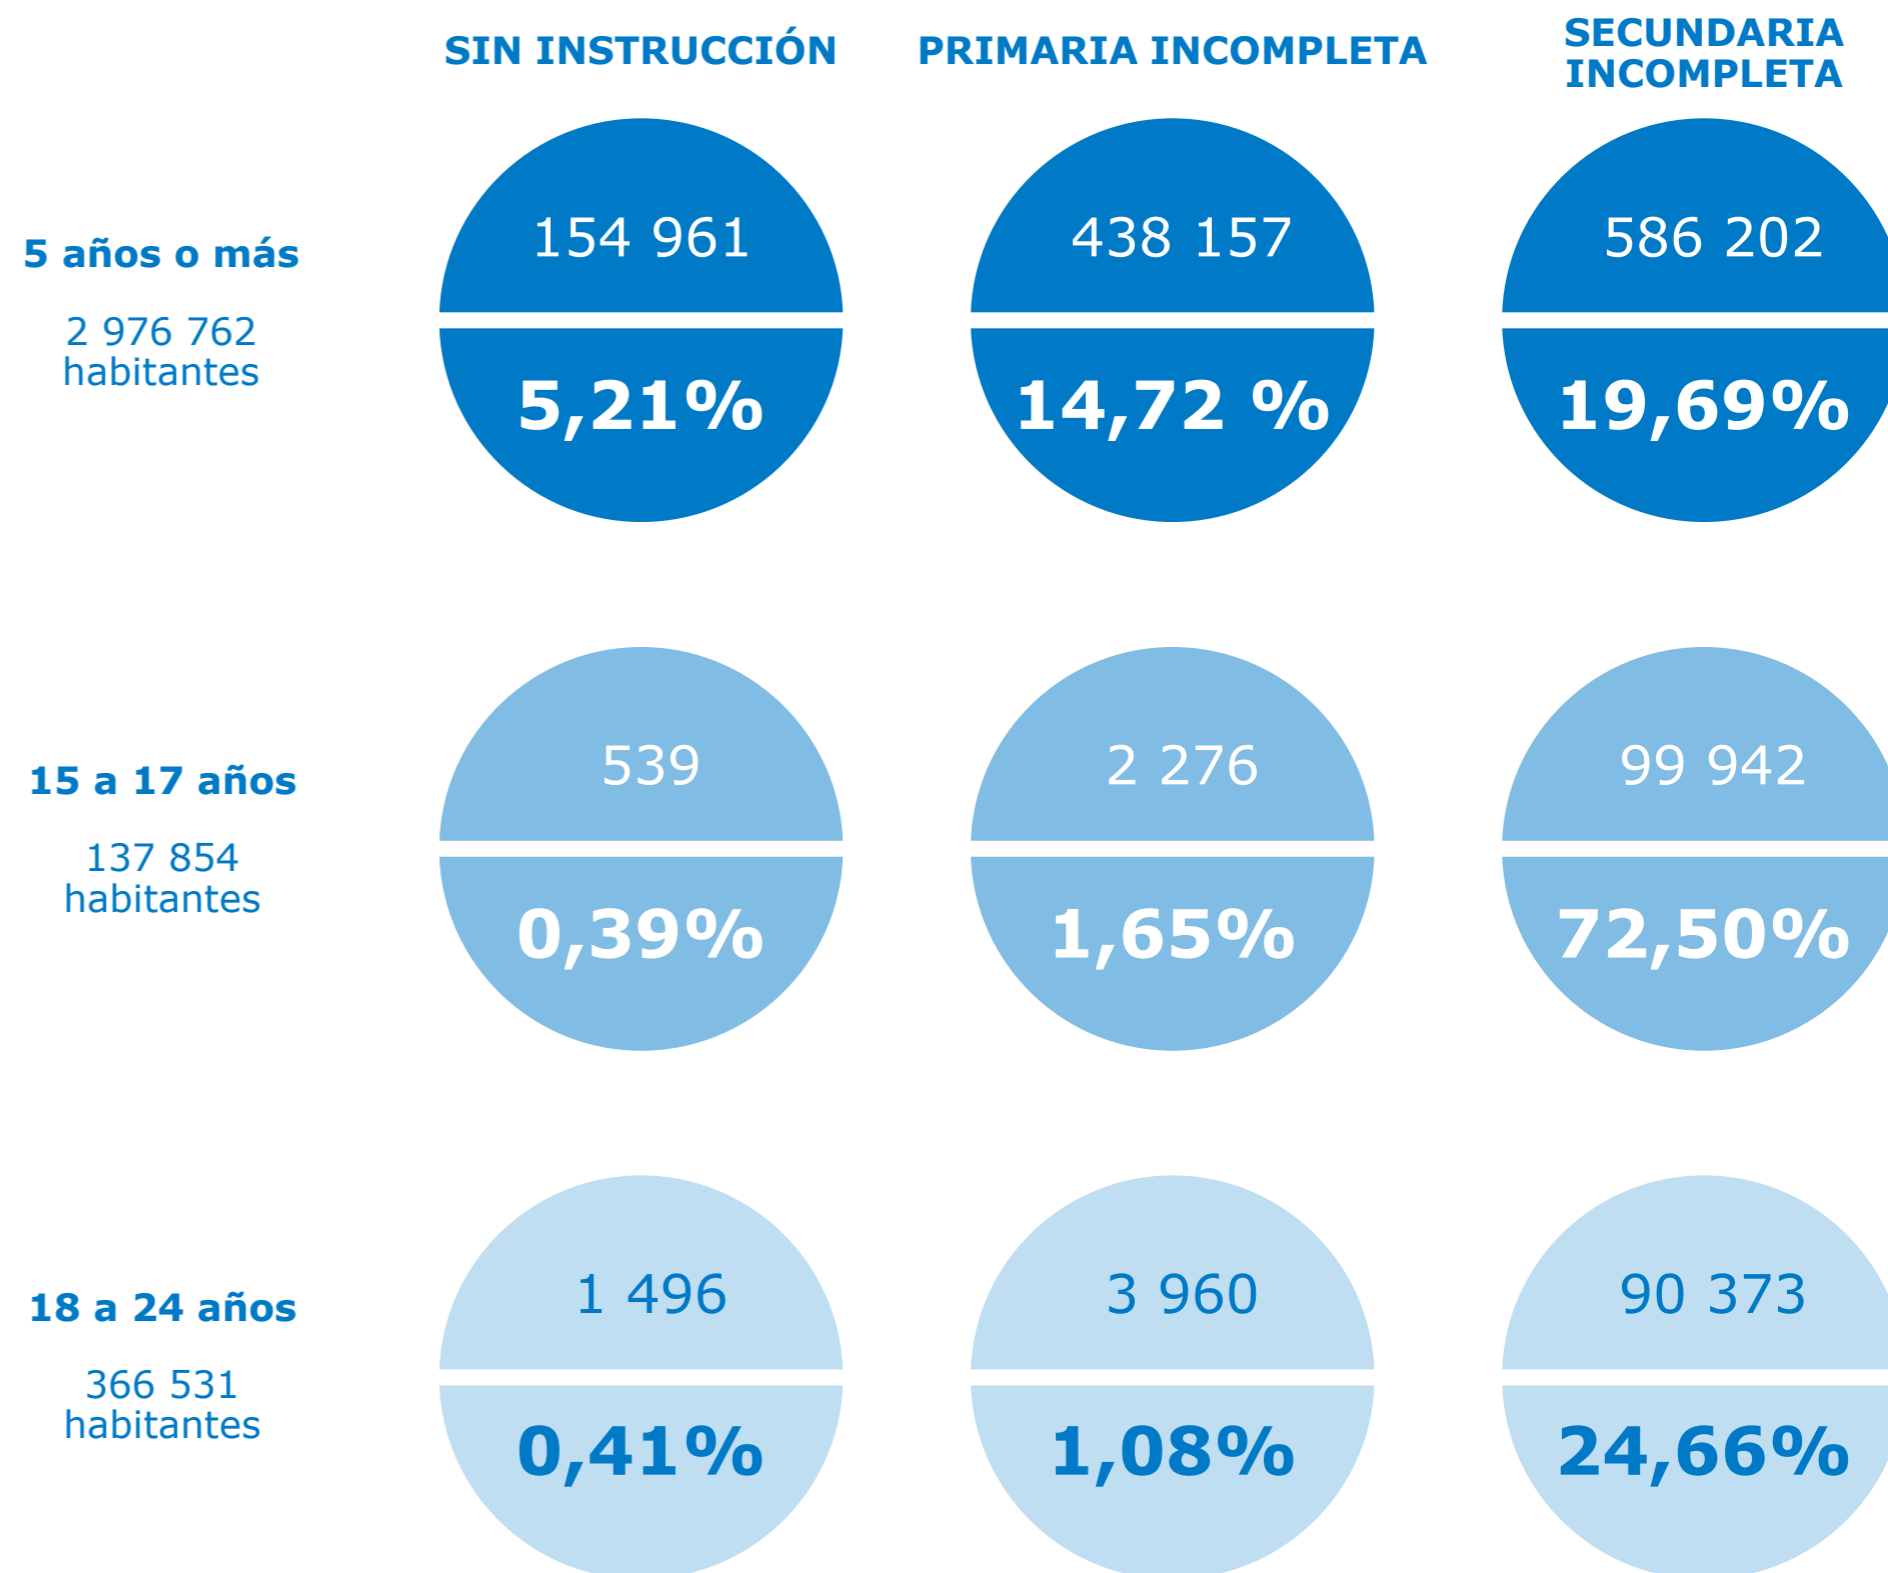 SIN INSTRUCCIÓN
PRIMARIA INCOMPLETA
SECUNDARIA
INCOMPLETA
5 años o más
2 976 762
habitantes
154 961
5,21%
438 157
14,72 %
586 202
19,69%
15 a 17 años
137 854
habitantes
539
0,39%
2 276
1,65%
99 942
72,50%
18 a 24 años
366 531
habitantes
1 496
0,41%
3 960
1,08%
90 373
24,66%